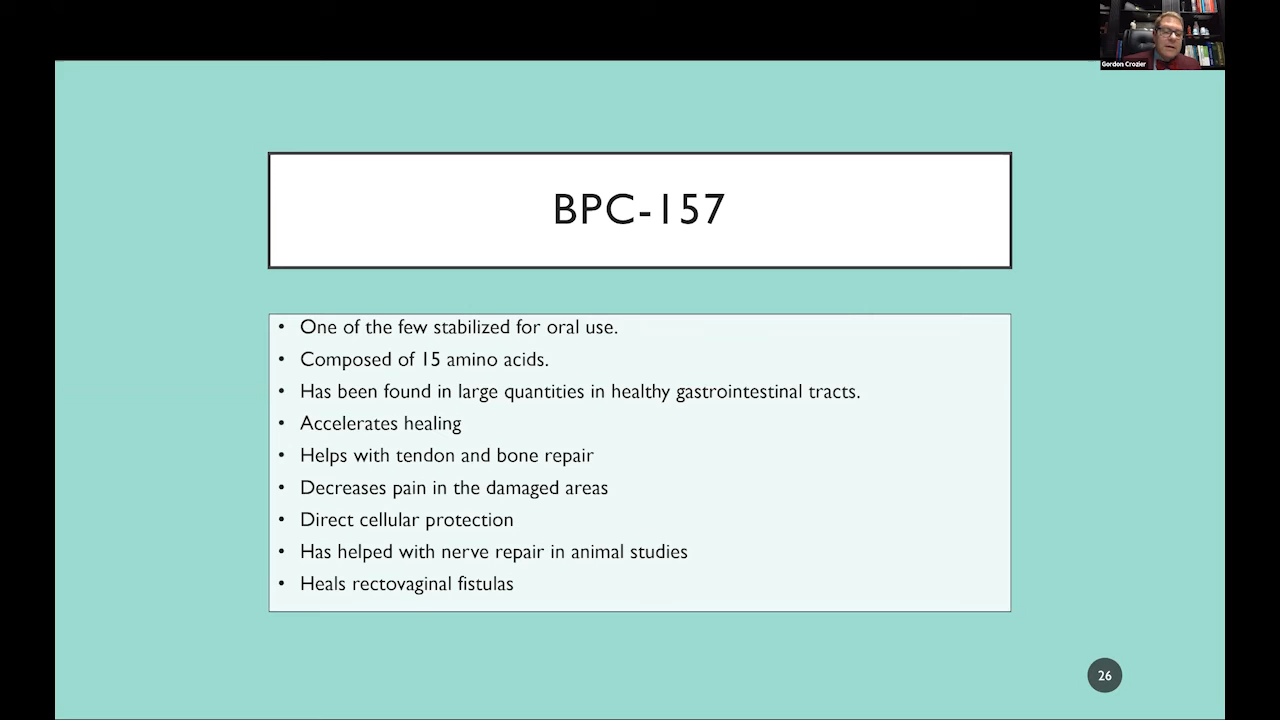 Gordon Crozier
BPC-157
• One of the few stabilized for oral use.
• Composed of 15 amino acids.
• Has been found in large quantities in healthy gastrointestinal tracts.
• Accelerates healing
• Helps with tendon and bone repair
• Decreases pain in the damaged areas
• Direct cellular protection
• Has helped with nerve repair in animal studies
• Heals rectovaginal fistulas
26